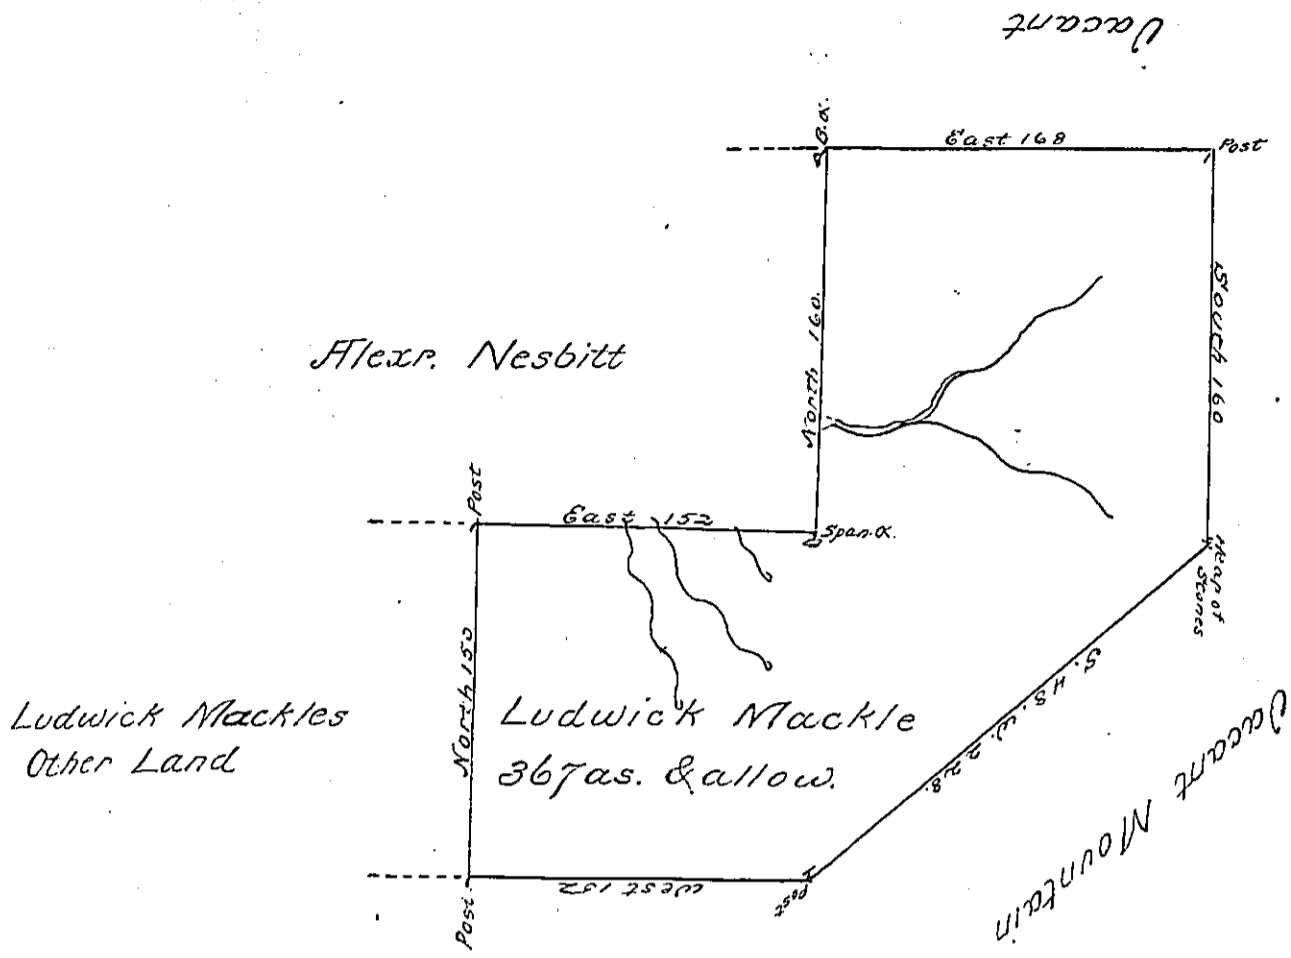 Vacant
B.O.
East 168
Post
North 160.
South 160
Alexr. Nesbitt
Post
East 152
Span.O.
Heap of
Stones
North 150
S. 48. W. 228.
Ludwick Mackles
Other Land
Ludwick Mackle
367as. & allow.
Vacant Mountain
West 152
Post
Post.